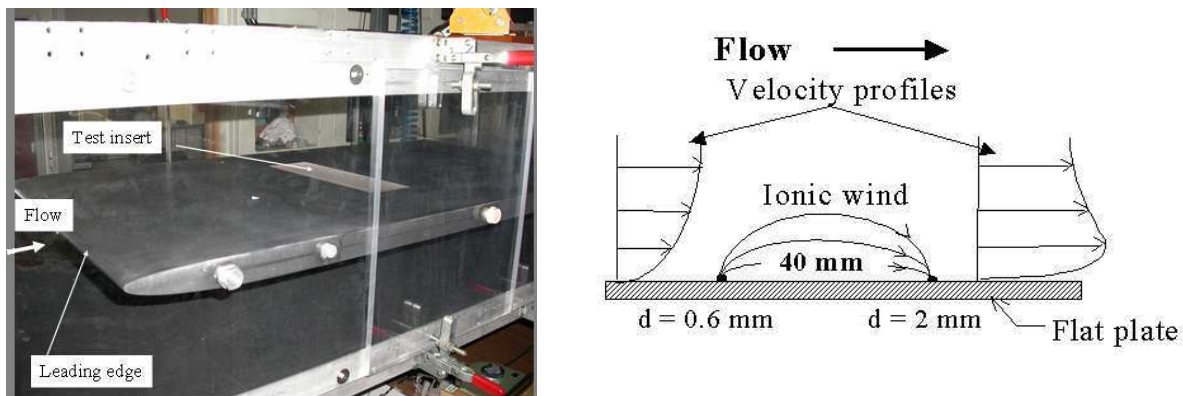 Test insert
Flow
Leading edge
Flow
Velocity profiles
Ionic wind
40 mm
d = 0.6 mm
d = 2 mm
Flat plate